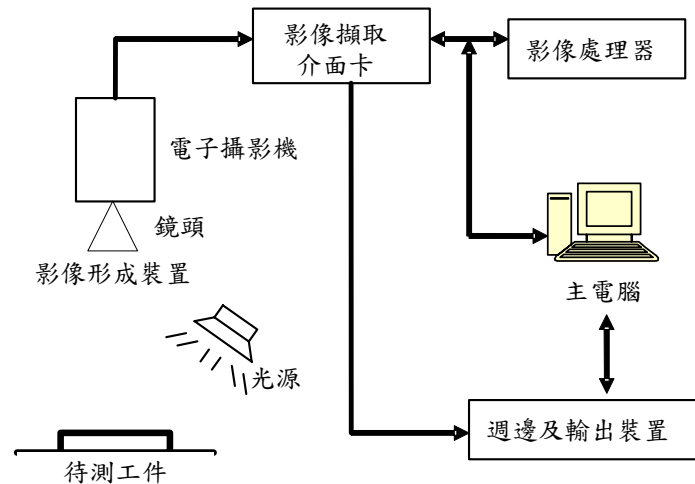 影像擷取
介面卡
影像處理器
電子攝影機
鏡頭
影像形成裝置
主電腦
光源
週邊及輸出裝置
待測工件